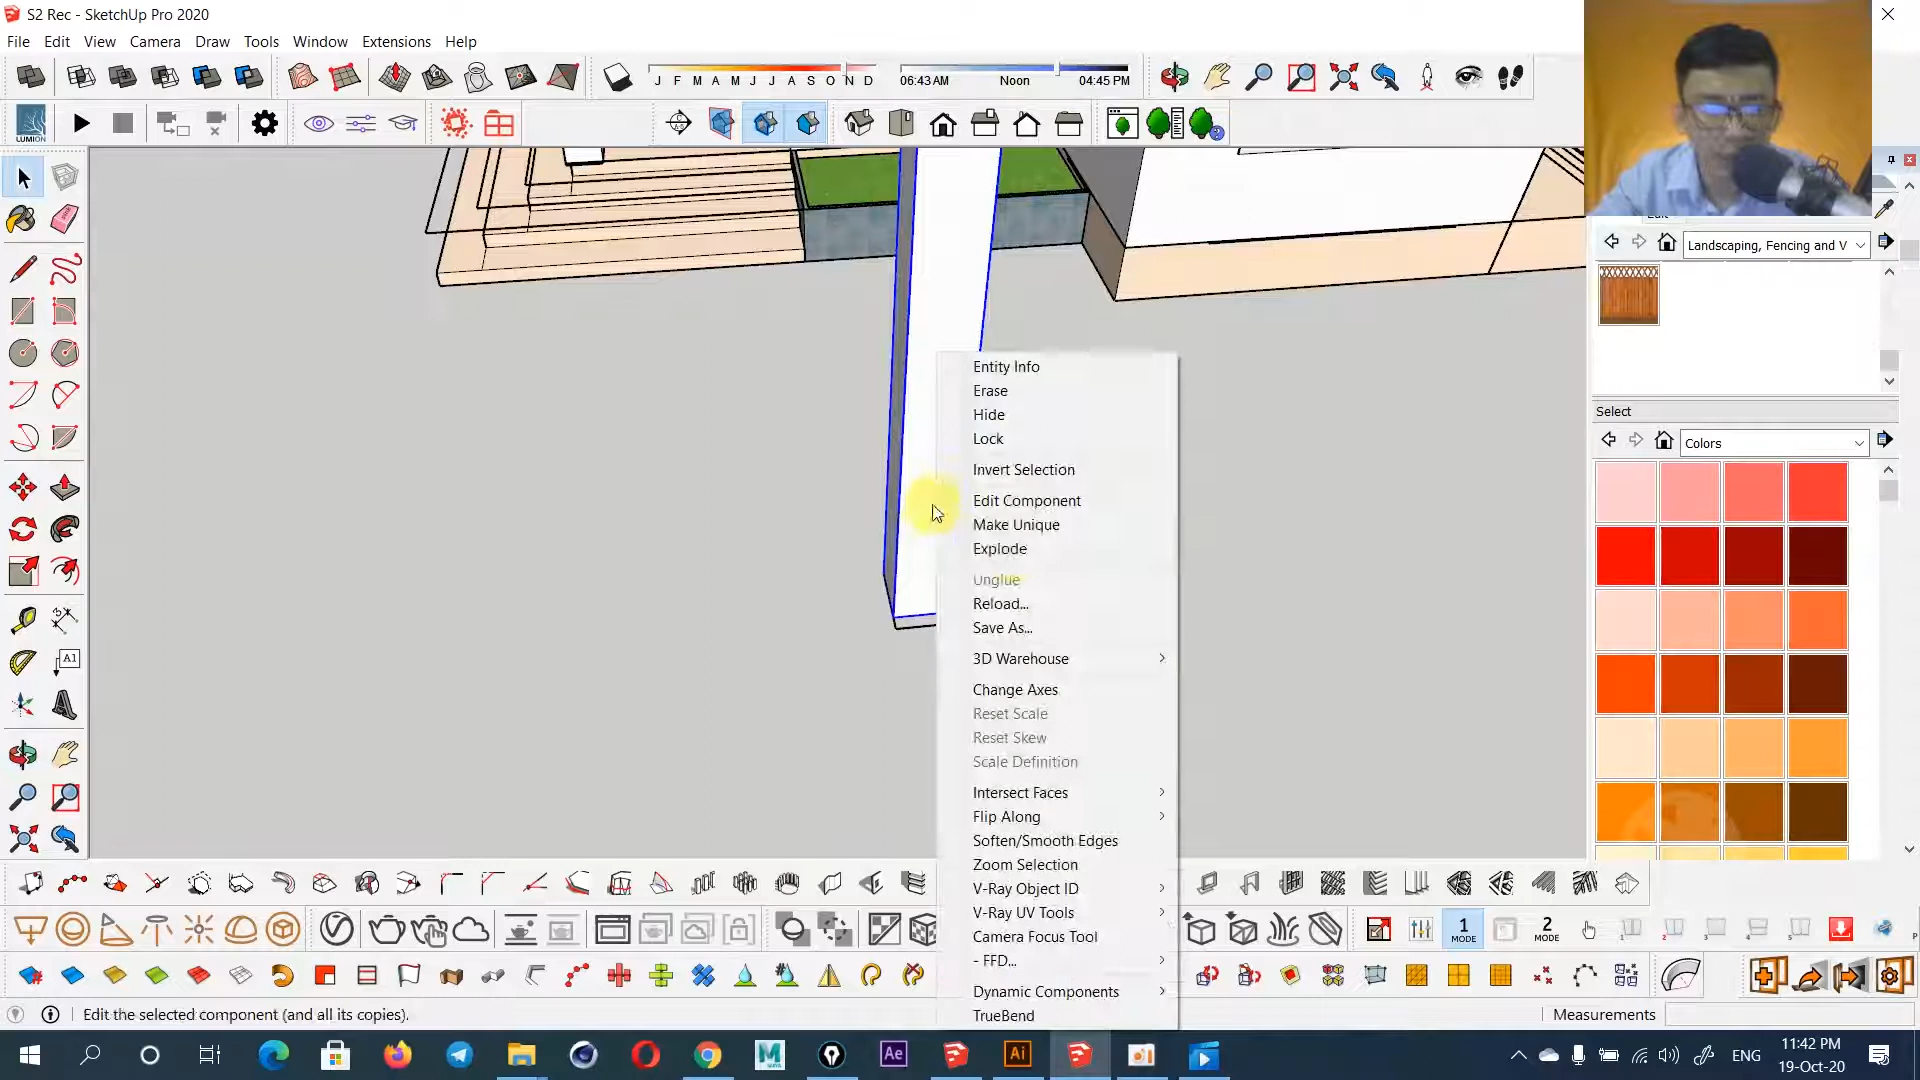 S2 Rec - SketchUp Pro 2020
File Edit View Camera Draw Tools Window Extensions Help
J F M A M J J A S O N D
06:43 AM Noon 04:45 PM
LUMION
Landscaping, Fencing and V
Select
Colors
A1
Entity Info
Erase
Hide
Lock
Invert Selection
Edit Component
Make Unique
Explode
Unglue
Reload...
Save As...
3D Warehouse
Change Axes
Reset Scale
Reset Skew
Scale Definition
Intersect Faces
Flip Along
Soften/Smooth Edges
Zoom Selection
V-Ray Object ID
V-Ray UV Tools
Camera Focus Tool
- FFD...
Dynamic Components
TrueBend
1 MODE
2 MODE
Edit the selected component (and all its copies).
Measurements
Ae
Ai
ENG
11:42 PM
19-Oct-20